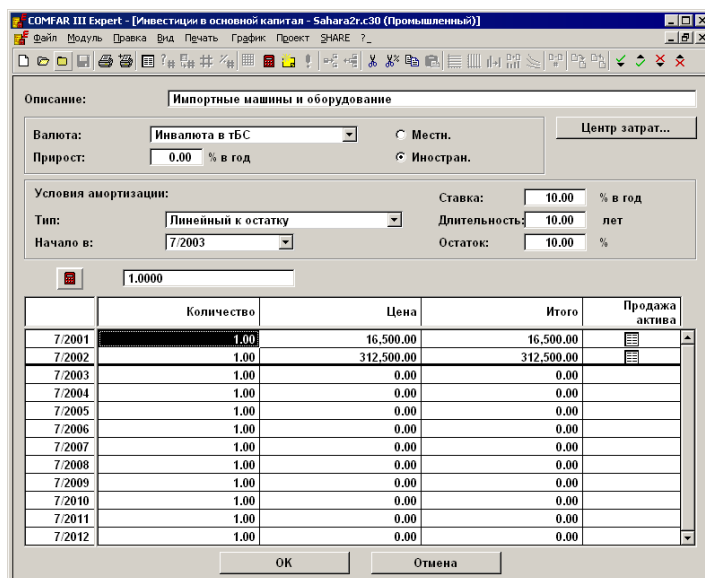 COMFAR III Expert - [Инвестиции в основной капитал - Sahara2r.c30 (Промышленный)]
Файл Модуль Правка Вид Печать График Проект SHARE ?_
Описание: Импортные машины и оборудование
Валюта: Инвалюта в тБС Местн. Центр затрат...
Прирост: 0.00 % в год Иностран.
Условия амортизации: Ставка: 10.00 % в год
Тип: Линейный к остатку Длительность: 10.00 лет
Начало в: 7/2003 Остаток: 10.00 %
1.0000
Количество Цена Итого Продажа актива
7/2001 1.00 16,500.00 16,500.00
7/2002 1.00 312,500.00 312,500.00
7/2003 1.00 0.00 0.00
7/2004 1.00 0.00 0.00
7/2005 1.00 0.00 0.00
7/2006 1.00 0.00 0.00
7/2007 1.00 0.00 0.00
7/2008 1.00 0.00 0.00
7/2009 1.00 0.00 0.00
7/2010 1.00 0.00 0.00
7/2011 1.00 0.00 0.00
7/2012 1.00 0.00 0.00
OK Отмена